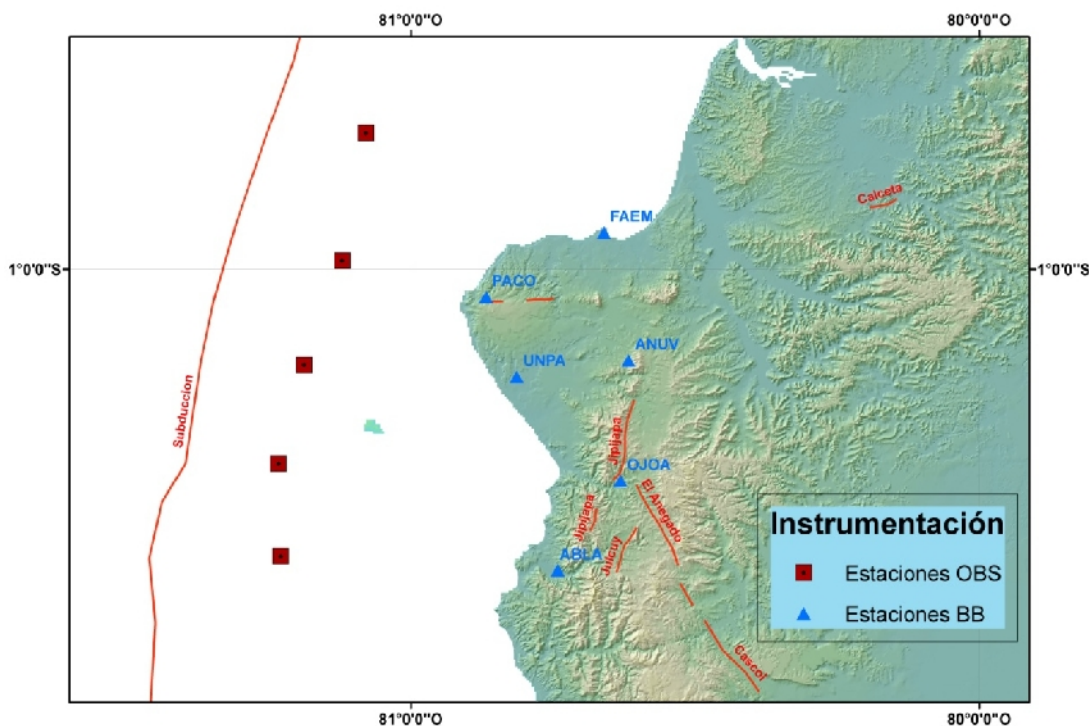 81°0'0"O
80°0'0"O
Caiceta
FAEM
1°0'0"S
1°0'0"S
PACO
ANUV
UNPA
Subduccion
Jipijapa
OJOA
El Anegado
Jipijapa
Julcuy
ABLA
Cascol
Instrumentación
Estaciones OBS
Estaciones BB
81°0'0"O
80°0'0"O